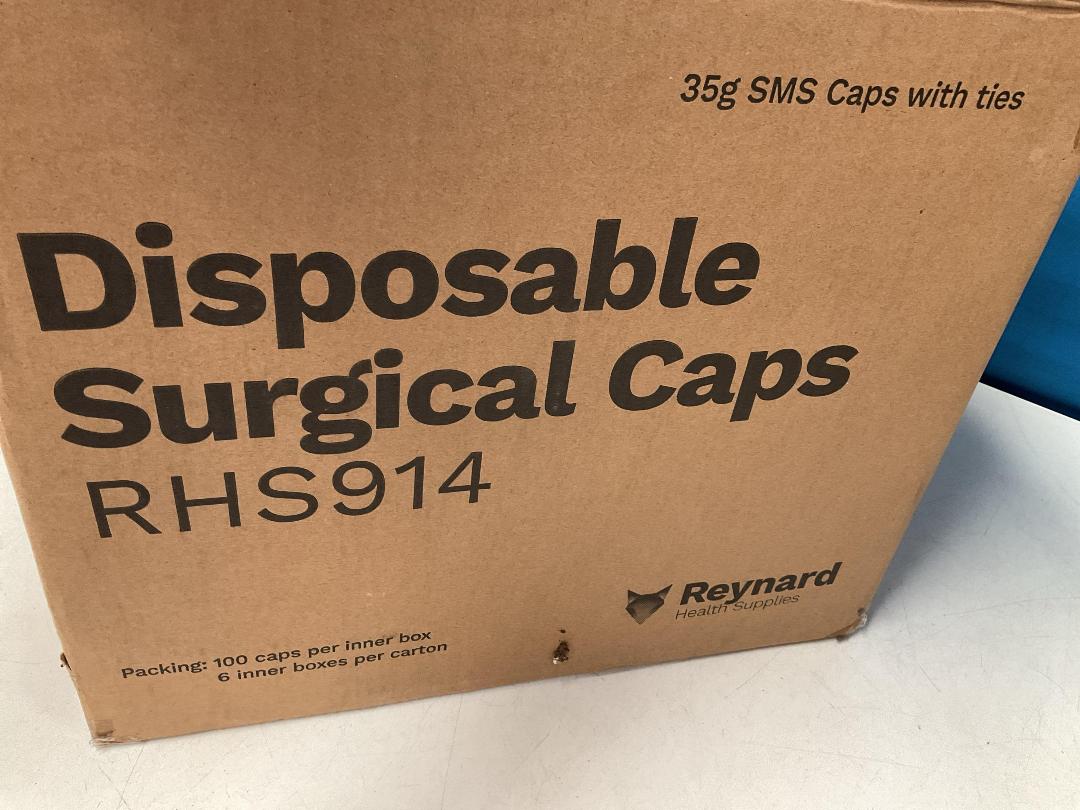 35g SMS Caps with ties
Disposable
Surgical Caps
RHS914
Reynard
Health Supplies
Packing: 100 caps per inner box
6 inner boxes per carton